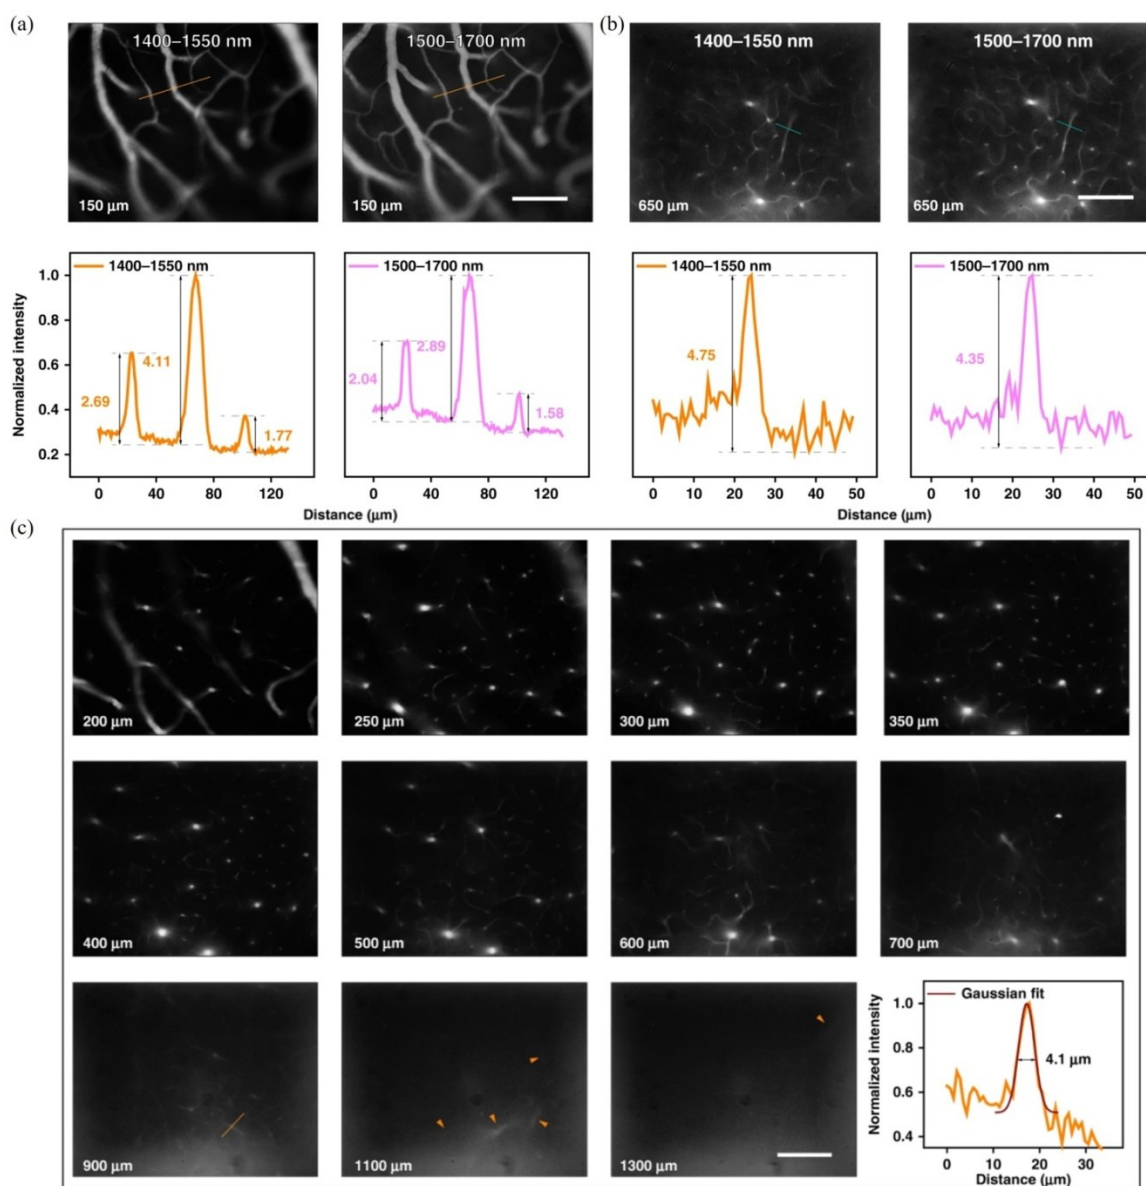 (a)
1400–1550 nm
150 μm
1500–1700 nm
150 μm
(b)
1400–1550 nm
650 μm
1500–1700 nm
650 μm
Normalized intensity
1.0
0.8
0.6
0.4
0.2
1400–1550 nm
2.69
4.11
1.77
0 40 80 120
1500–1700 nm
2.04
2.89
1.58
0 40 80 120
Distance (μm)
1400–1550 nm
4.75
0 10 20 30 40 50
1500–1700 nm
4.35
0 10 20 30 40 50
Distance (μm)
(c)
200 μm
250 μm
300 μm
350 μm
400 μm
500 μm
600 μm
700 μm
900 μm
1100 μm
1300 μm
Normalized intensity
1.0
0.8
0.6
0.4
Gaussian fit
4.1 μm
0 10 20 30
Distance (μm)